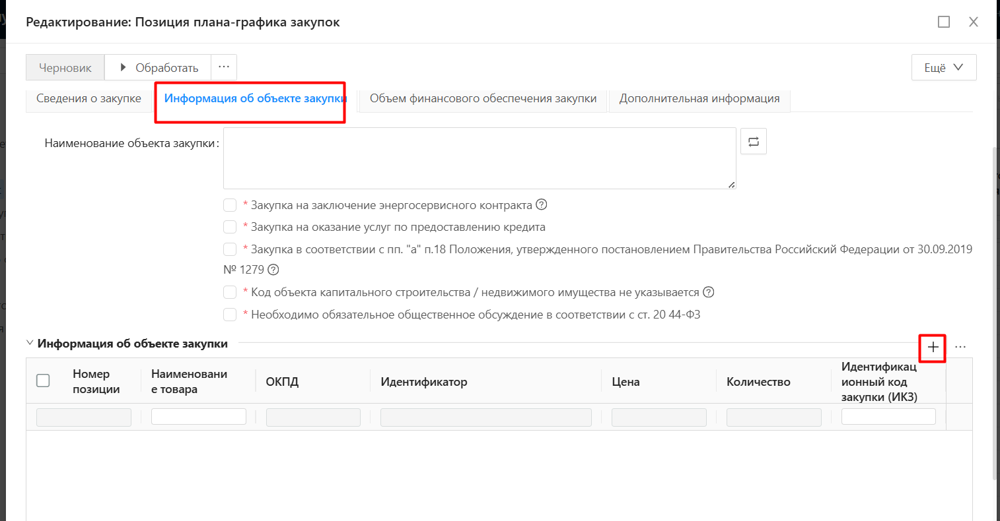 Редактирование: Позиция плана-графика закупок
Черновик Обработать ... Ещё
Сведения о закупке Информация об объекте закупки Объем финансового обеспечения закупки Дополнительная информация
Наименование объекта закупки:
* Закупка на заключение энергосервисного контракта
* Закупка на оказание услуг по предоставлению кредита
* Закупка в соответствии с пп. "а" п.18 Положения, утвержденного постановлением Правительства Российский Федерации от 30.09.2019
№ 1279
* Код объекта капитального строительства / недвижимого имущества не указывается
* Необходимо обязательное общественное обсуждение в соответствии с ст. 20 44-ФЗ
Информация об объекте закупки
Номер
позиции
Наименовани
е товара
ОКПД
Идентификатор
Цена
Количество
Идентификац
ионный код
закупки (ИКЗ)